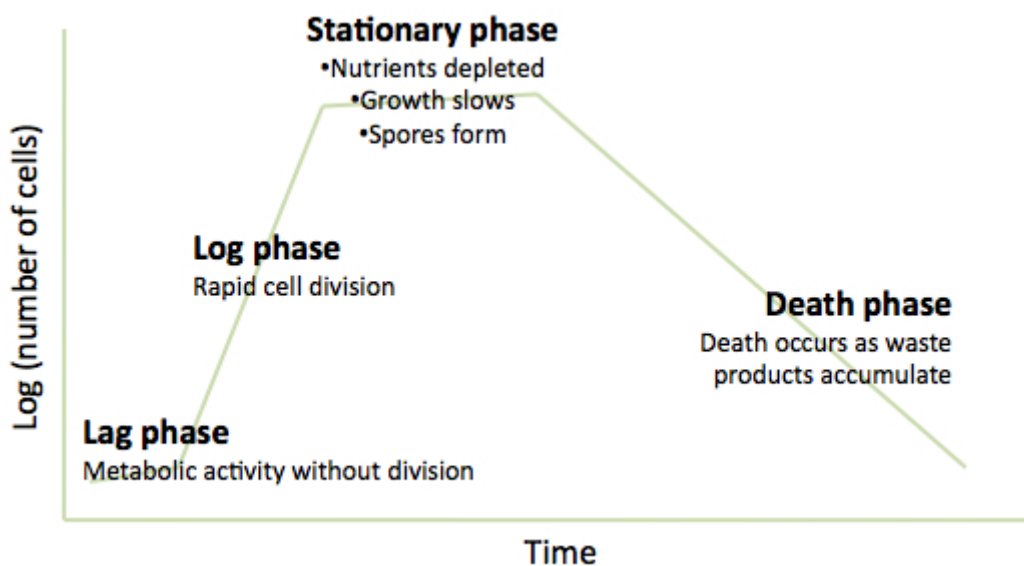 Stationary phase
•Nutrients depleted
•Growth slows
•Spores form
Log (number of cells)
Log phase
Rapid cell division
Death phase
Death occurs as waste
products accumulate
Lag phase
Metabolic activity without division
Time